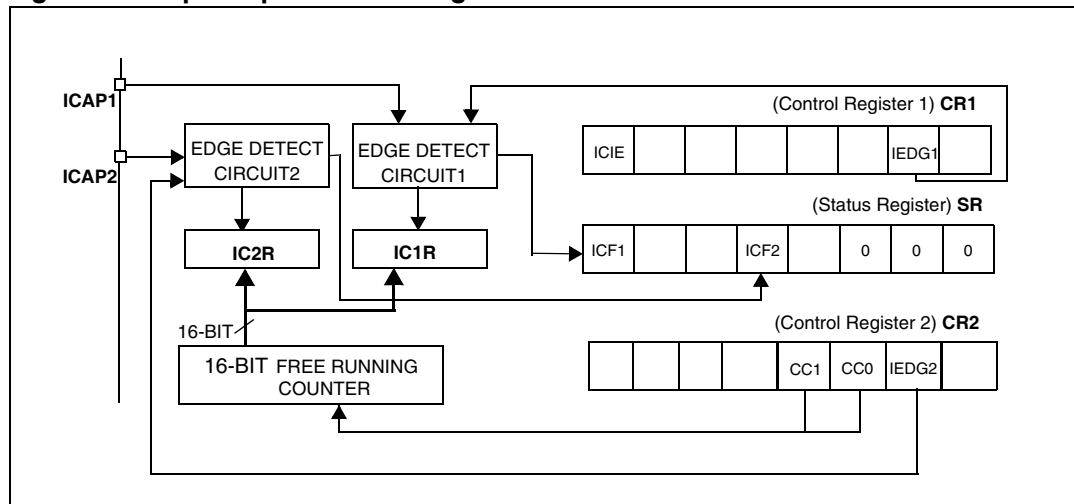 ICAP1
ICAP2
EDGE DETECT
CIRCUIT2
EDGE DETECT
CIRCUIT1
IC2R
IC1R
16-BIT
16-BIT FREE RUNNING
COUNTER
(Control Register 1) CR1
ICIE
IEDG1
(Status Register) SR
ICF1 ICF2 0 0 0
(Control Register 2) CR2
CC1 CC0 IEDG2